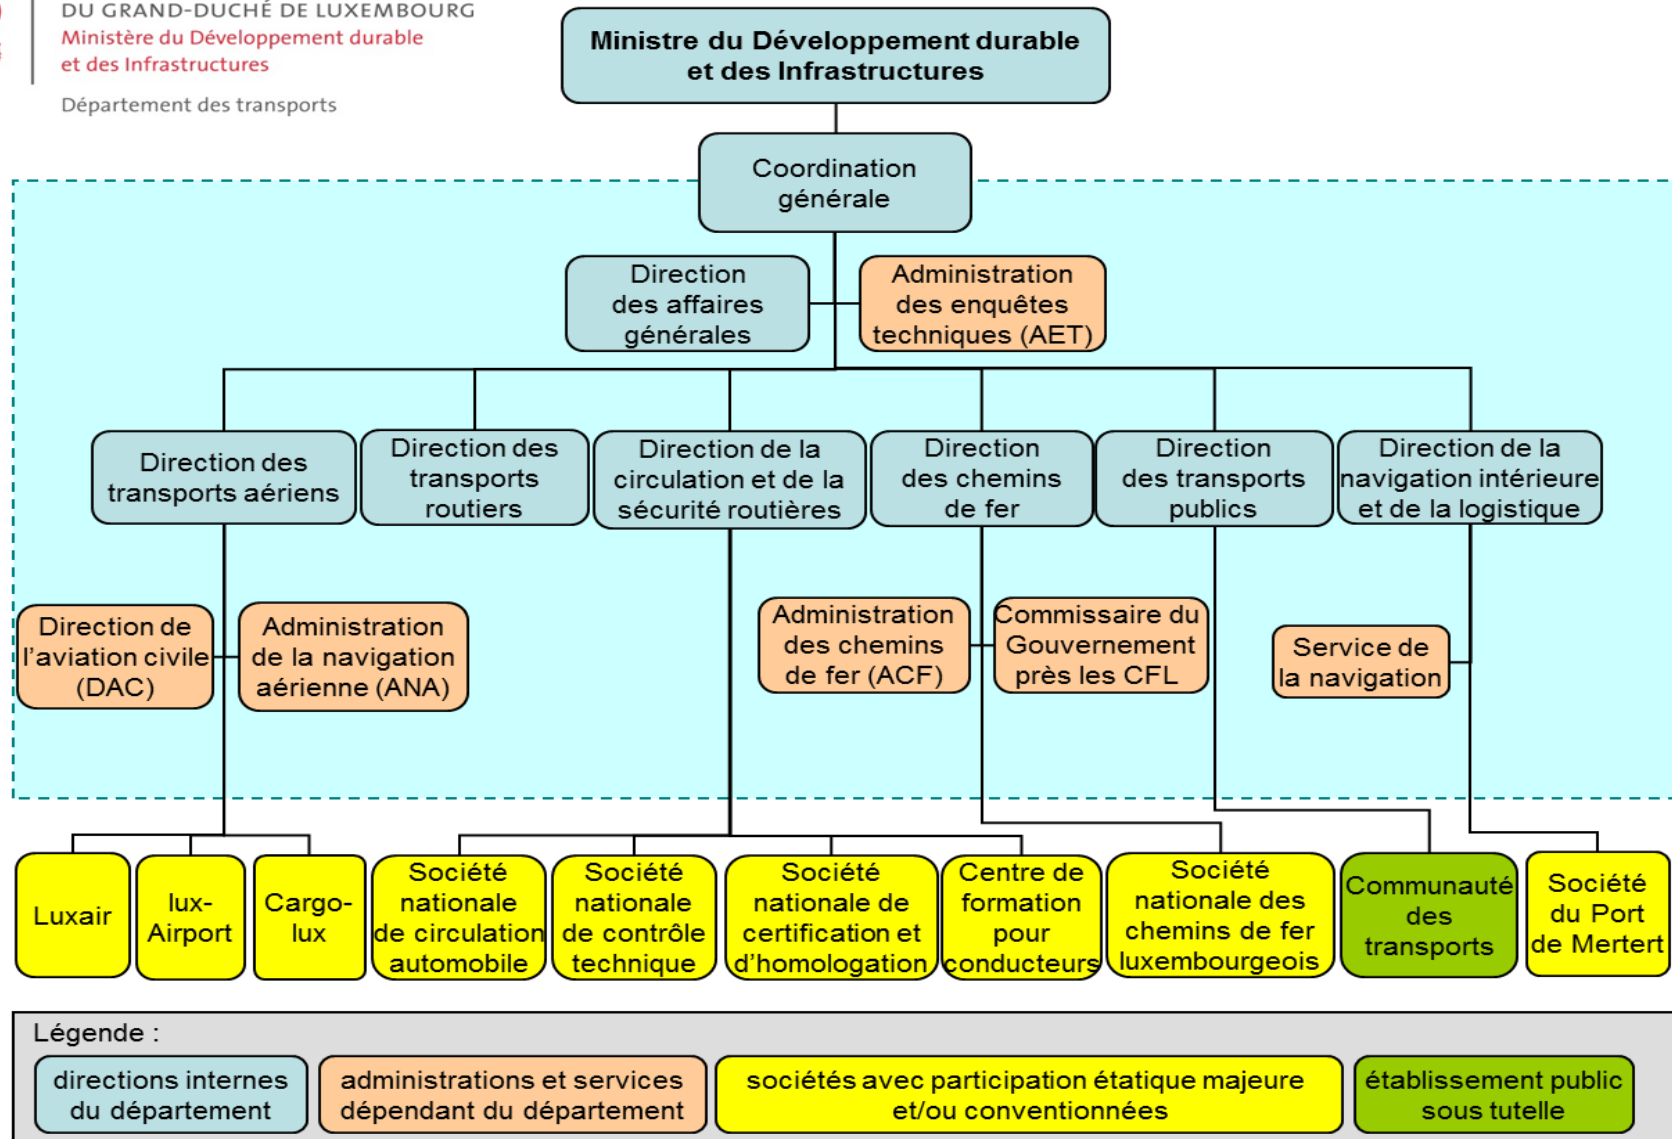 DU GRAND-DUCHÉ DE LUXEMBOURG
Ministère du Développement durable
et des Infrastructures
Département des transports
Ministre du Développement durable
et des Infrastructures
Coordination
générale
Direction
des affaires
générales
Administration
des enquêtes
techniques (AET)
Direction des
transports aériens
Direction des
transports
routiers
Direction de la
circulation et de la
sécurité routières
Direction
des chemins
de fer
Direction
des transports
publics
Direction de la
navigation intérieure
et de la logistique
Direction de
l'aviation civile
(DAC)
Administration
de la navigation
aérienne (ANA)
Administration
des chemins
de fer (ACF)
Commissaire du
Gouvernement
près les CFL
Service de
la navigation
Luxair
lux-
Airport
Cargo-
lux
Société
nationale
de circulation
automobile
Société
nationale
de contrôle
technique
Société
nationale de
certification et
d'homologation
Centre de
formation
pour
conducteurs
Société
nationale des
chemins de fer
luxembourgeois
Communauté
des
transports
Société
du Port
de Mertert
Légende :
directions internes
du département
administrations et services
dépendant du département
sociétés avec participation étatique majeure
et/ou conventionnées
établissement public
sous tutelle